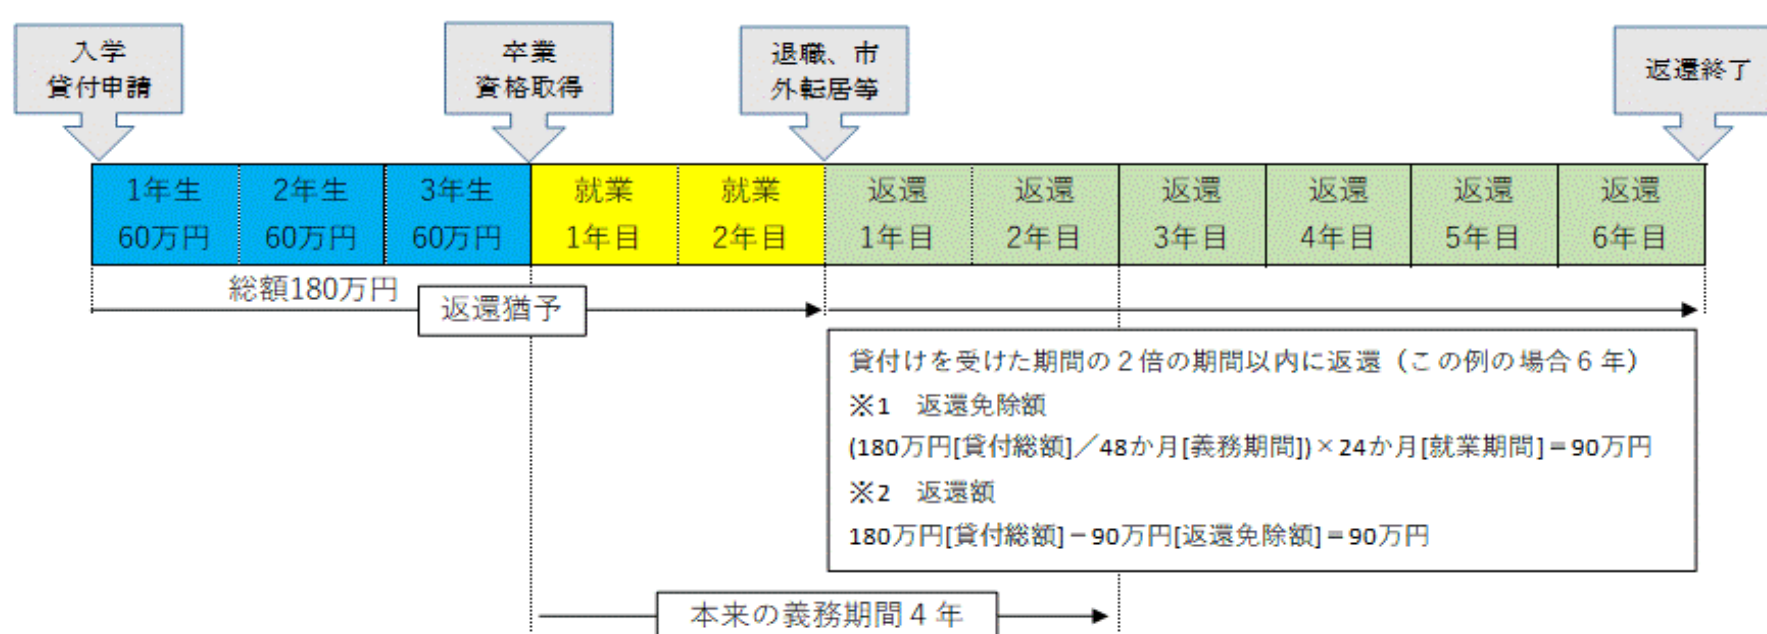 入学
貸付申請
卒業
資格取得
退職、市
外転居等
返還終了
1年生
60万円
2年生
60万円
3年生
60万円
就業
1年目
就業
2年目
返還
1年目
返還
2年目
返還
3年目
返還
4年目
返還
5年目
返還
6年目
総額180万円
返還猶予
貸付けを受けた期間の２倍の期間以内に返還（この例の場合６年）
※1　返還免除額
(180万円[貸付総額]／48か月[義務期間])×24か月[就業期間]＝90万円
※2　返還額
180万円[貸付総額]－90万円[返還免除額]＝90万円
本来の義務期間４年